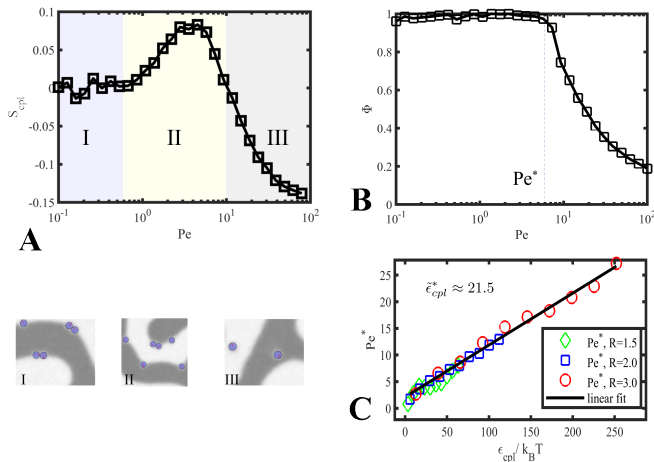 0.1
0.05
0
-0.05
-0.1
-0.15
S_cpl
I
II
III
10^-1
10^0
10^1
10^2
Pe
A
1
0.8
0.6
0.4
0.2
0
Φ
Pe*
10^-1
10^0
10^1
10^2
Pe
B
I
II
III
25
20
15
10
5
0
Pe*
ϵ̃*_cpl ≈ 21.5
Pe*, R=1.5
Pe*, R=2.0
Pe*, R=3.0
linear fit
0
50
100
150
200
250
ϵ_cpl/k_BT
C